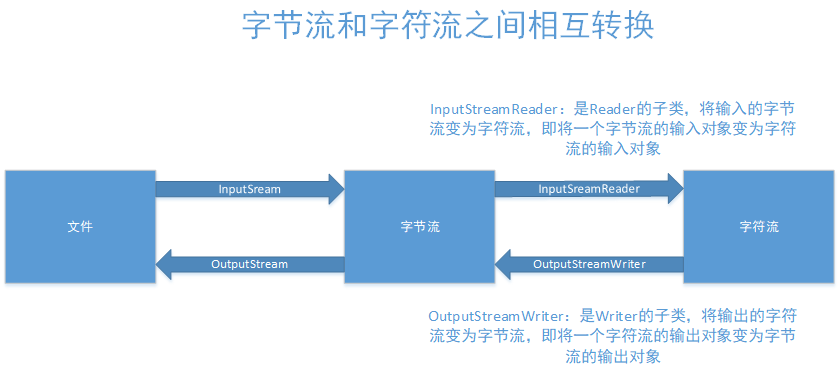 字节流和字符流之间相互转换
InputStreamReader：是Reader的子类，将输入的字节
流变为字符流，即将一个字节流的输入对象变为字符
流的输入对象
InputSream
InputSreamReader
文件
字节流
字符流
OutputStream
OutputStreamWriter
OutputStreamWriter：是Writer的子类，将输出的字符
流变为字节流，即将一个字符流的输出对象变为字节
流的输出对象